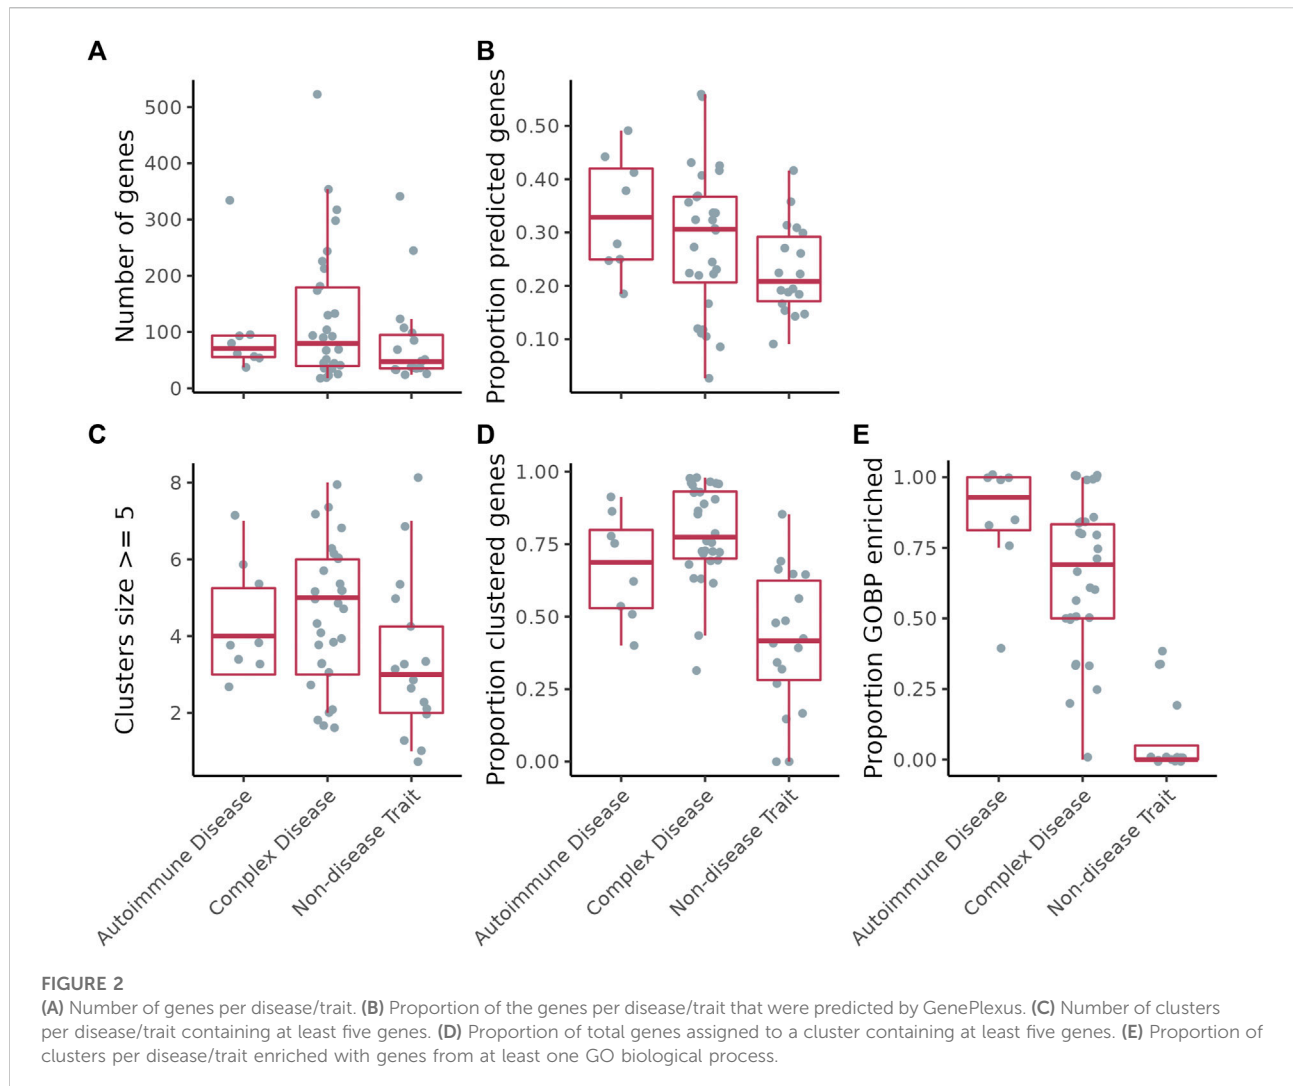 A
B
Number of genes
500
400
300
200
100
0
Proportion predicted genes
0.50
0.40
0.30
0.20
0.10
C
D
E
Clusters size >= 5
8
6
4
2
Proportion clustered genes
1.00
0.75
0.50
0.25
0.00
Proportion GOBP enriched
1.00
0.75
0.50
0.25
0.00
Autoimmune Disease
Complex Disease
Non-disease Trait
Autoimmune Disease
Complex Disease
Non-disease Trait
Autoimmune Disease
Complex Disease
Non-disease Trait
FIGURE 2
(A) Number of genes per disease/trait. (B) Proportion of the genes per disease/trait that were predicted by GenePlexus. (C) Number of clusters
per disease/trait containing at least five genes. (D) Proportion of total genes assigned to a cluster containing at least five genes. (E) Proportion of
clusters per disease/trait enriched with genes from at least one GO biological process.